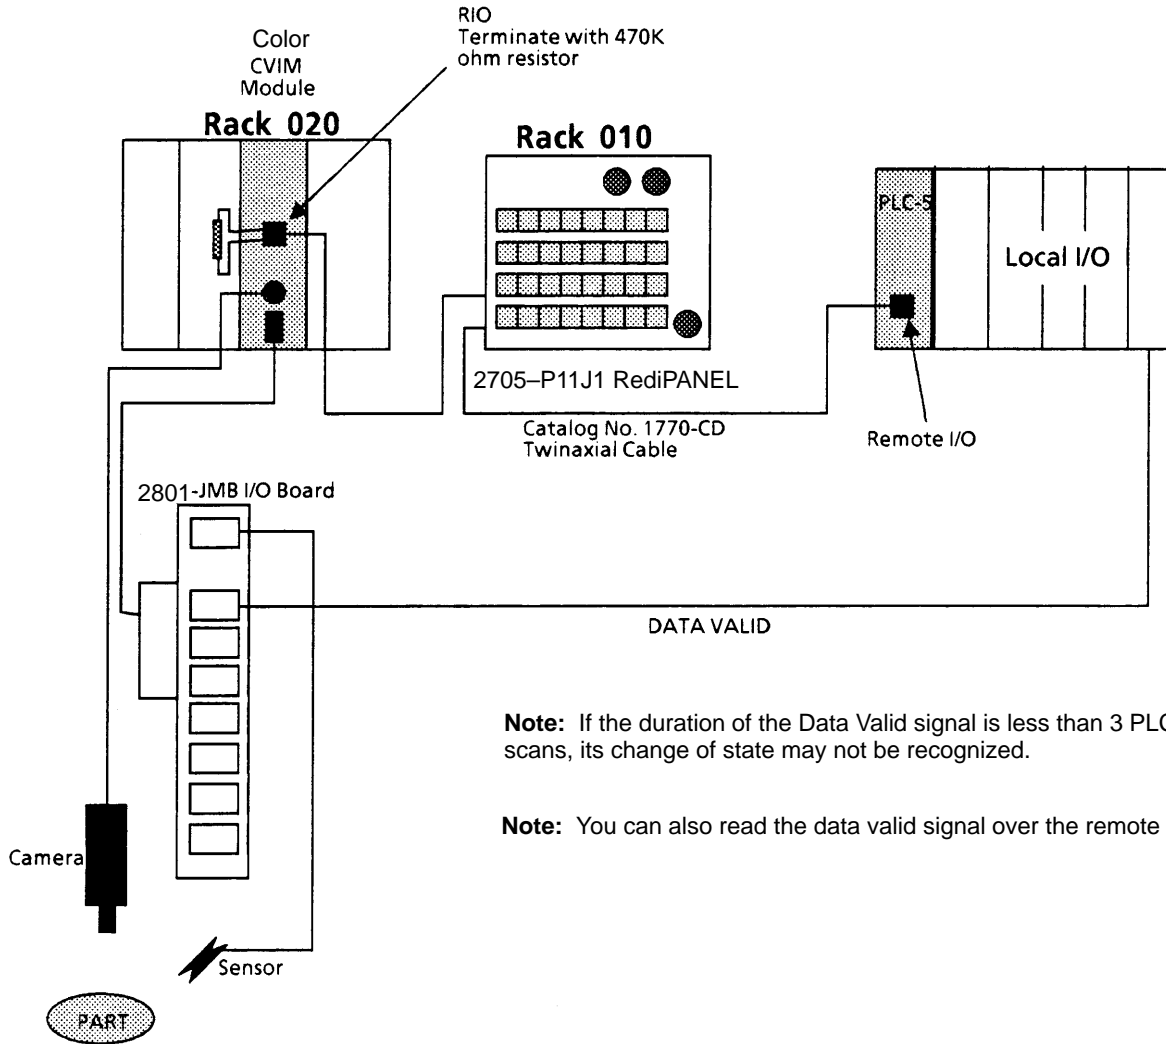 RIO
Terminate with 470K
ohm resistor
Color
CVIM
Module
Rack 020
Rack 010
PLC-5
Local I/O
2705–P11J1 RediPANEL
Catalog No. 1770-CD
Twinaxial Cable
Remote I/O
2801-JMB I/O Board
DATA VALID
Note: If the duration of the Data Valid signal is less than 3 PLC
scans, its change of state may not be recognized.
Note: You can also read the data valid signal over the remote
Camera
Sensor
PART